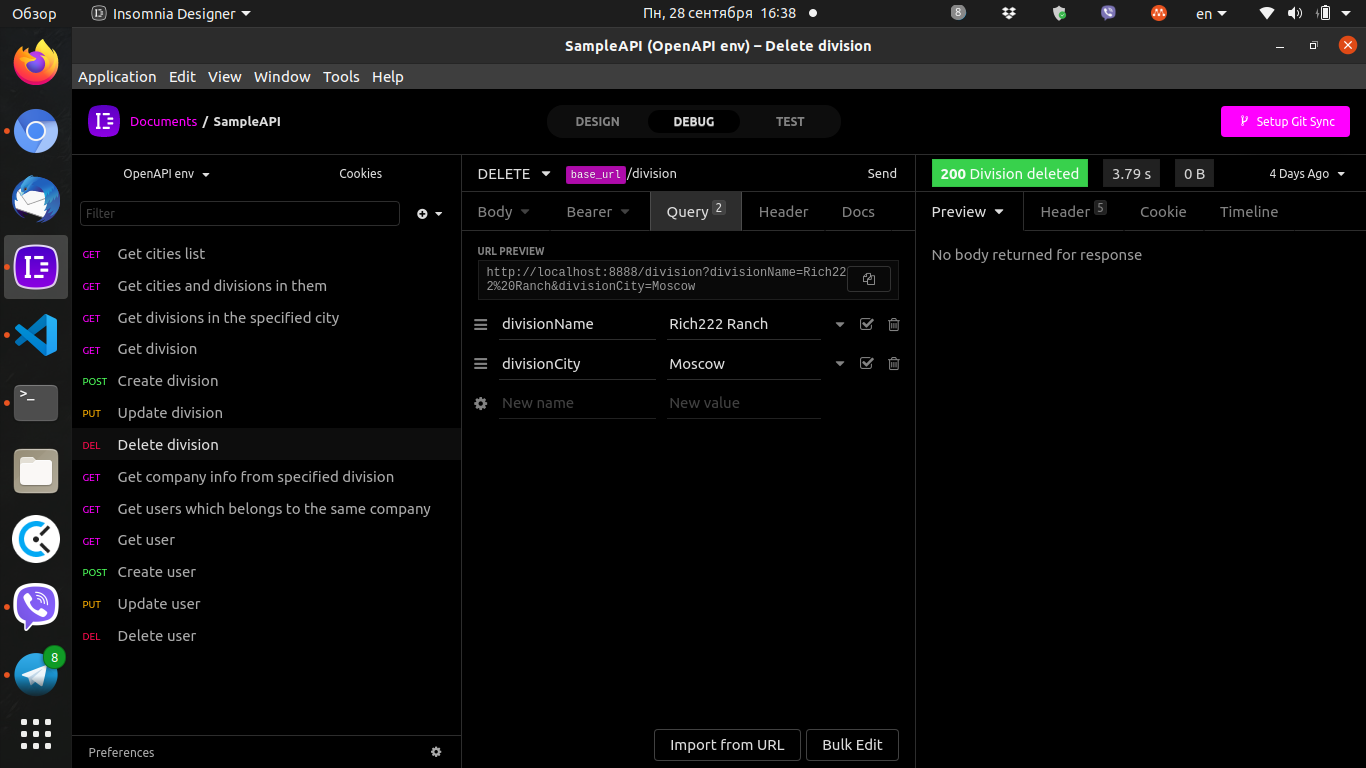 Обзор
Insomnia Designer
Пн, 28 сентября 16:38
8
en
SampleAPI (OpenAPI env) – Delete division
Application Edit View Window Tools Help
Documents / SampleAPI
DESIGN DEBUG TEST
Setup Git Sync
OpenAPI env
Cookies
Filter
GET Get cities list
GET Get cities and divisions in them
GET Get divisions in the specified city
GET Get division
POST Create division
PUT Update division
DEL Delete division
GET Get company info from specified division
GET Get users which belongs to the same company
GET Get user
POST Create user
PUT Update user
DEL Delete user
Preferences
DELETE base_url/division Send
Body Bearer Query 2 Header Docs
URL PREVIEW
http://localhost:8888/division?divisionName=Rich22
2%20Ranch&divisionCity=Moscow
divisionName Rich222 Ranch
divisionCity Moscow
New name New value
Import from URL Bulk Edit
200 Division deleted 3.79 s 0 B 4 Days Ago
Preview Header 5 Cookie Timeline
No body returned for response
>_
8